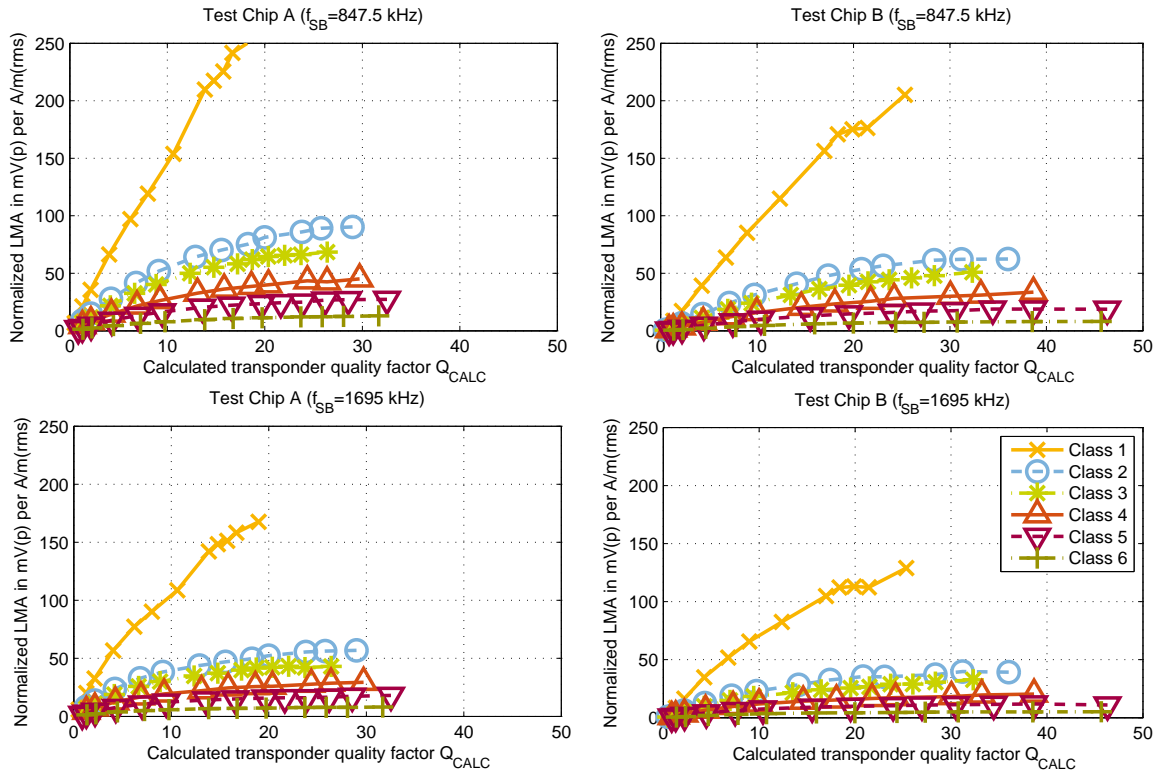 Test Chip A (f_SB=847.5 kHz)
Normalized LMA in mV(p) per A/m(rms)
250
200
150
100
50
0
0 10 20 30 40 50
Calculated transponder quality factor Q_CALC
Test Chip B (f_SB=847.5 kHz)
Normalized LMA in mV(p) per A/m(rms)
250
200
150
100
50
0
0 10 20 30 40 50
Calculated transponder quality factor Q_CALC
Test Chip A (f_SB=1695 kHz)
Normalized LMA in mV(p) per A/m(rms)
250
200
150
100
50
0
0 10 20 30 40 50
Calculated transponder quality factor Q_CALC
Test Chip B (f_SB=1695 kHz)
Normalized LMA in mV(p) per A/m(rms)
250
200
150
100
50
0
0 10 20 30 40 50
Calculated transponder quality factor Q_CALC
Class 1
Class 2
Class 3
Class 4
Class 5
Class 6